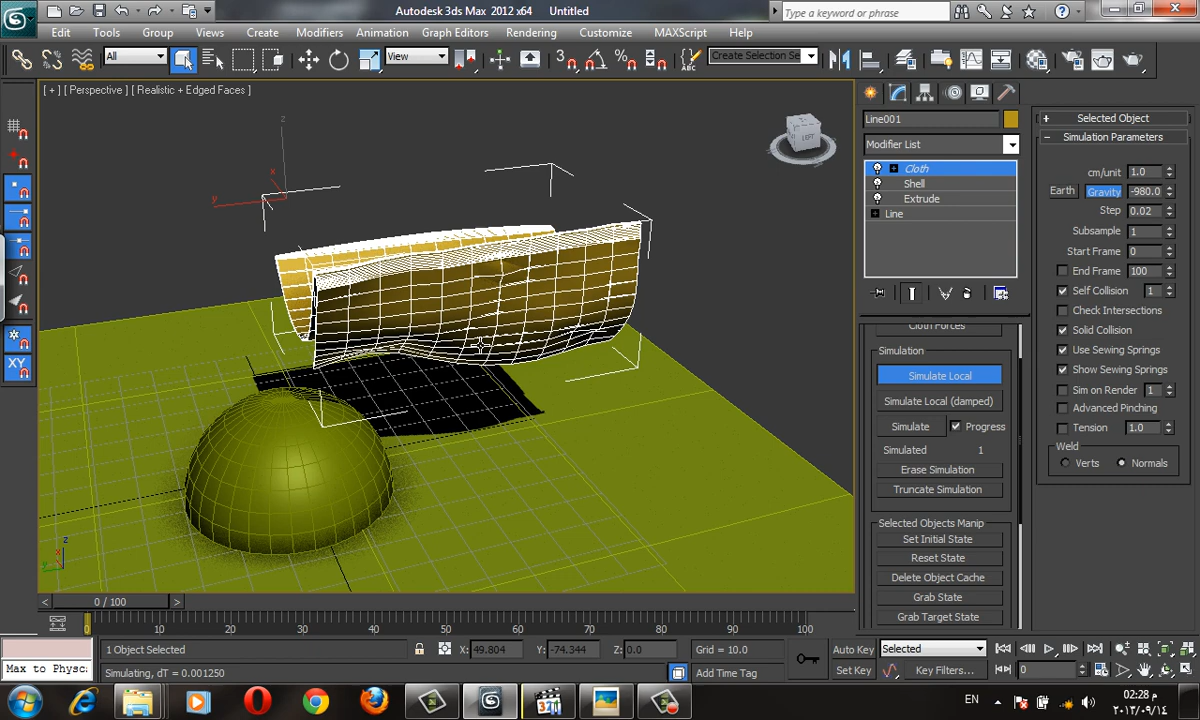 Autodesk 3ds Max 2012 x64 Untitled
Type a keyword or phrase
Edit Tools Group Views Create Modifiers Animation Graph Editors Rendering Customize MAXScript Help
All
View
3
Create Selection Se
[ + ] [ Perspective ] [ Realistic + Edged Faces ]
LEFT
z
x
y
z
x
y
Line001
Modifier List
Cloth
Shell
Extrude
Line
Cloth Forces
Simulation
Simulate Local
Simulate Local (damped)
Simulate
Progress
Simulated 1
Erase Simulation
Truncate Simulation
Selected Objects Manip
Set Initial State
Reset State
Delete Object Cache
Grab State
Grab Target State
+ Selected Object
- Simulation Parameters
cm/unit 1.0
Earth Gravity -980.0
Step 0.02
Subsample 1
Start Frame 0
End Frame 100
Self Collision 1
Check Intersections
Solid Collision
Use Sewing Springs
Show Sewing Springs
Sim on Render 1
Advanced Pinching
Tension 1.0
Weld
Verts Normals
XY
< 0 / 100 >
0 10 20 30 40 50 60 70 80 90 100
1 Object Selected
X: 49.804 Y: -74.344 Z: 0.0
Grid = 10.0
Auto Key
Selected
Max to Physc
Simulating, dT = 0.001250
Add Time Tag
Set Key
Key Filters...
0
321
EN
02:28 م
٢٠١٣/٠٩/١٤